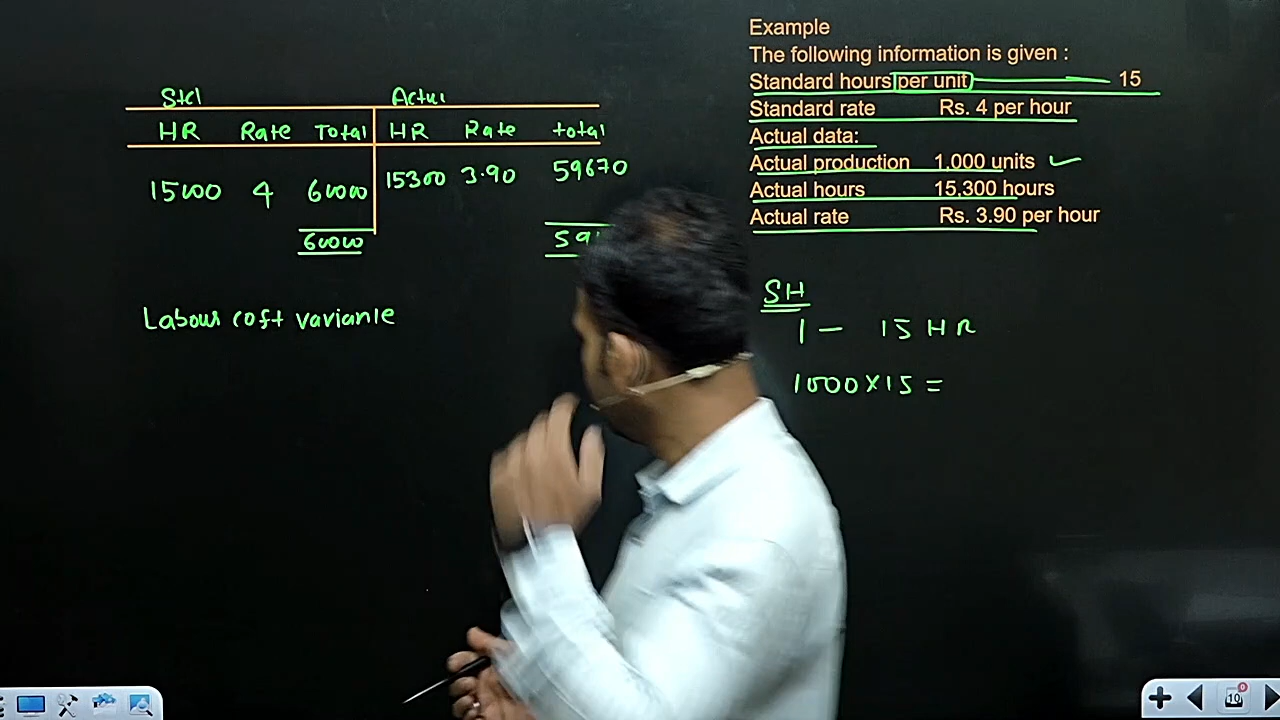 Example
The following information is given :
Standard hours per unit 15
Standard rate Rs. 4 per hour
Actual data:
Actual production 1,000 units
Actual hours 15,300 hours
Actual rate Rs. 3.90 per hour
Std Actu
HR Rate Total HR Rate total
15000 4 60000 15300 3.90 59670
60000
Labour cost variance
SH
1 - 15 HR
1000×15 =
10